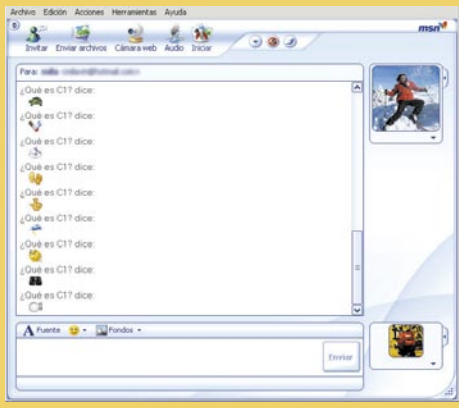 Archivo Edición Acciones Herramientas Ayuda
msn
Invitar Enviar archivos Cámara web Audio Iniciar
Para:
¿Qué es C1? dice:
¿Qué es C1? dice:
¿Qué es C1? dice:
¿Qué es C1? dice:
¿Qué es C1? dice:
¿Qué es C1? dice:
¿Qué es C1? dice:
¿Qué es C1? dice:
¿Qué es C1? dice:
A Fuente Fondos
Enviar